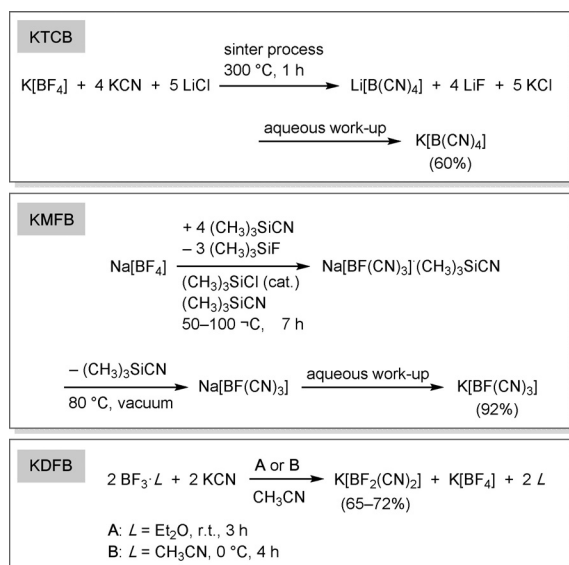 KTCB
sinter process
300 °C, 1 h
K[BF₄] + 4 KCN + 5 LiCl → Li[B(CN)₄] + 4 LiF + 5 KCl
aqueous work-up → K[B(CN)₄]
(60%)
KMFB
+ 4 (CH₃)₃SiCN
– 3 (CH₃)₃SiF
Na[BF₄] → Na[BF(CN)₃]·(CH₃)₃SiCN
(CH₃)₃SiCl (cat.)
(CH₃)₃SiCN
50–100 ¬C, 7 h
– (CH₃)₃SiCN
80 °C, vacuum
→ Na[BF(CN)₃] aqueous work-up → K[BF(CN)₃]
(92%)
KDFB
2 BF₃·L + 2 KCN A or B → K[BF₂(CN)₂] + K[BF₄] + 2 L
CH₃CN
(65–72%)
A: L = Et₂O, r.t., 3 h
B: L = CH₃CN, 0 °C, 4 h